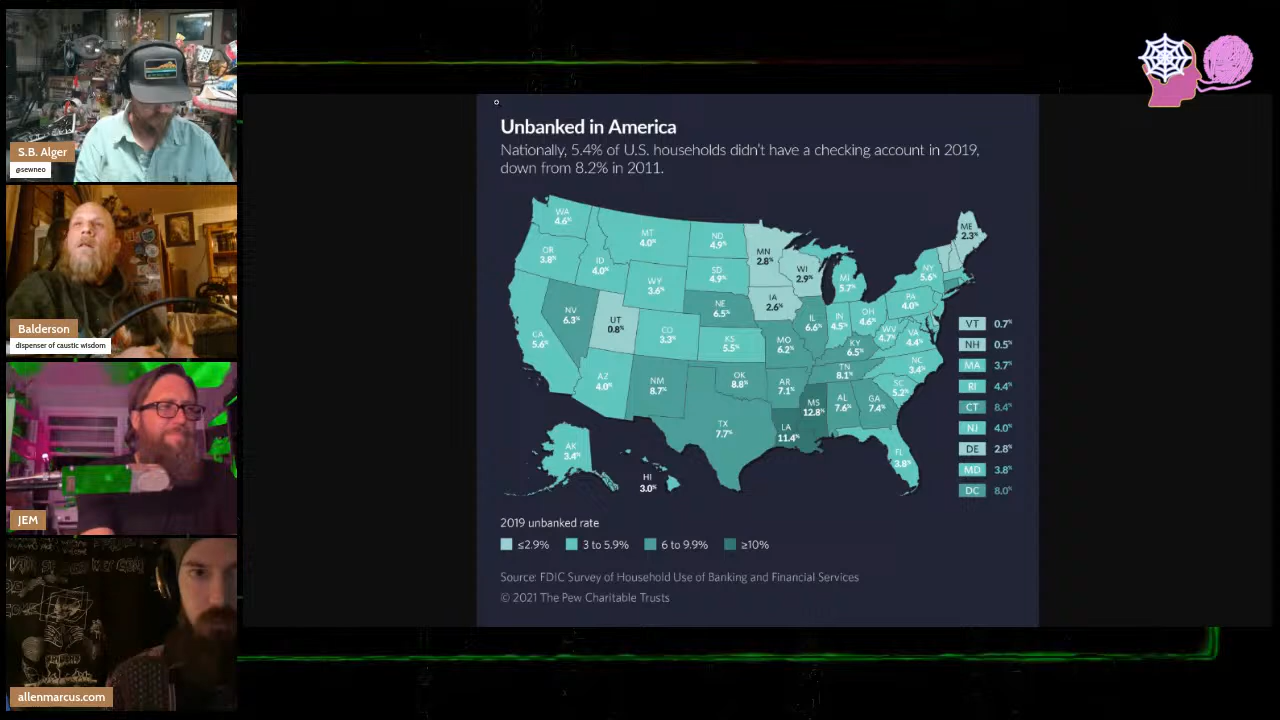 S.B. Alger
@sewneo
Balderson
dispenser of caustic wisdom
JEM
allenmarcus.com
Unbanked in America
Nationally, 5.4% of U.S. households didn't have a checking account in 2019,
down from 8.2% in 2011.
WA
4.6%
OR
3.8%
CA
5.6%
NV
6.3%
ID
4.0%
MT
4.0%
WY
3.6%
UT
0.8%
AZ
4.0%
CO
3.3%
NM
8.7%
ND
4.9%
SD
4.9%
NE
6.5%
KS
5.5%
OK
8.8%
TX
7.7%
MN
2.8%
IA
2.6%
MO
6.2%
AR
7.1%
LA
11.4%
WI
2.9%
IL
6.6%
MS
12.8%
MI
5.7%
IN
4.5%
OH
4.6%
KY
6.5%
TN
8.1%
AL
7.6%
GA
7.4%
FL
3.8%
SC
5.2%
NC
3.4%
WV
4.7%
VA
4.4%
PA
4.0%
NY
5.6%
ME
2.3%
AK
3.4%
HI
3.0%
VT 0.7%
NH 0.5%
MA 3.7%
RI 4.4%
CT 8.4%
NJ 4.0%
DE 2.8%
MD 3.8%
DC 8.0%
2019 unbanked rate
≤2.9% 3 to 5.9% 6 to 9.9% ≥10%
Source: FDIC Survey of Household Use of Banking and Financial Services
© 2021 The Pew Charitable Trusts